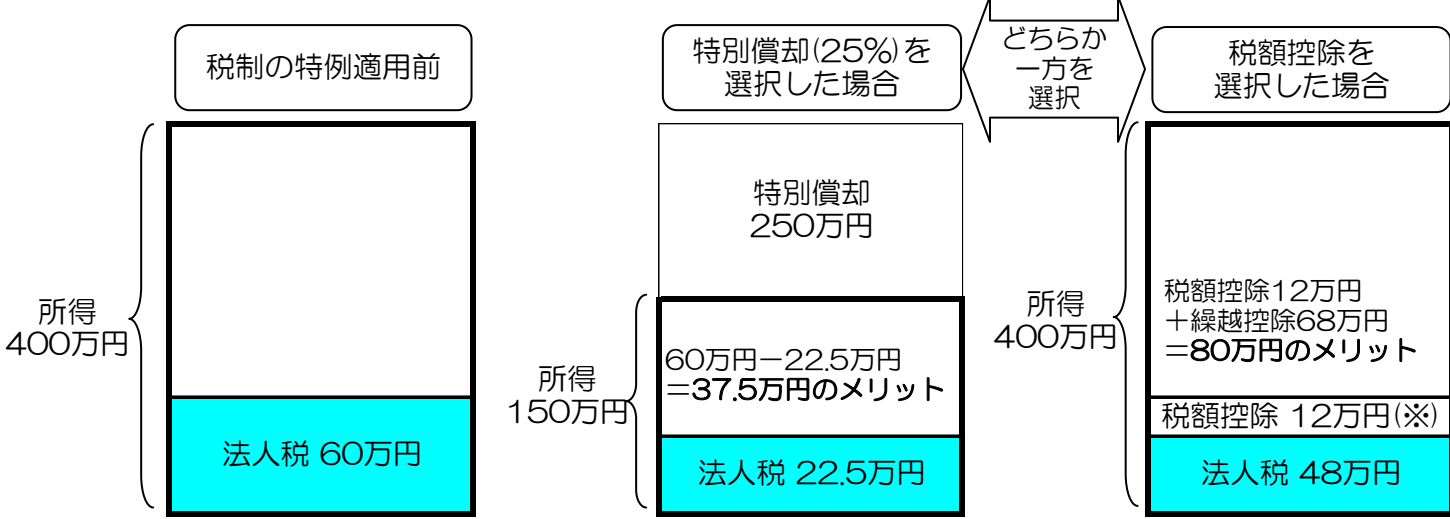 税制の特例適用前
特別償却(25%)を
選択した場合
どちらか
一方を
選択
税額控除を
選択した場合
所得
400万円
法人税 60万円
特別償却
250万円
所得
150万円
60万円－22.5万円
＝37.5万円のメリット
法人税 22.5万円
所得
400万円
税額控除12万円
＋繰越控除68万円
＝80万円のメリット
税額控除 12万円(※)
法人税 48万円